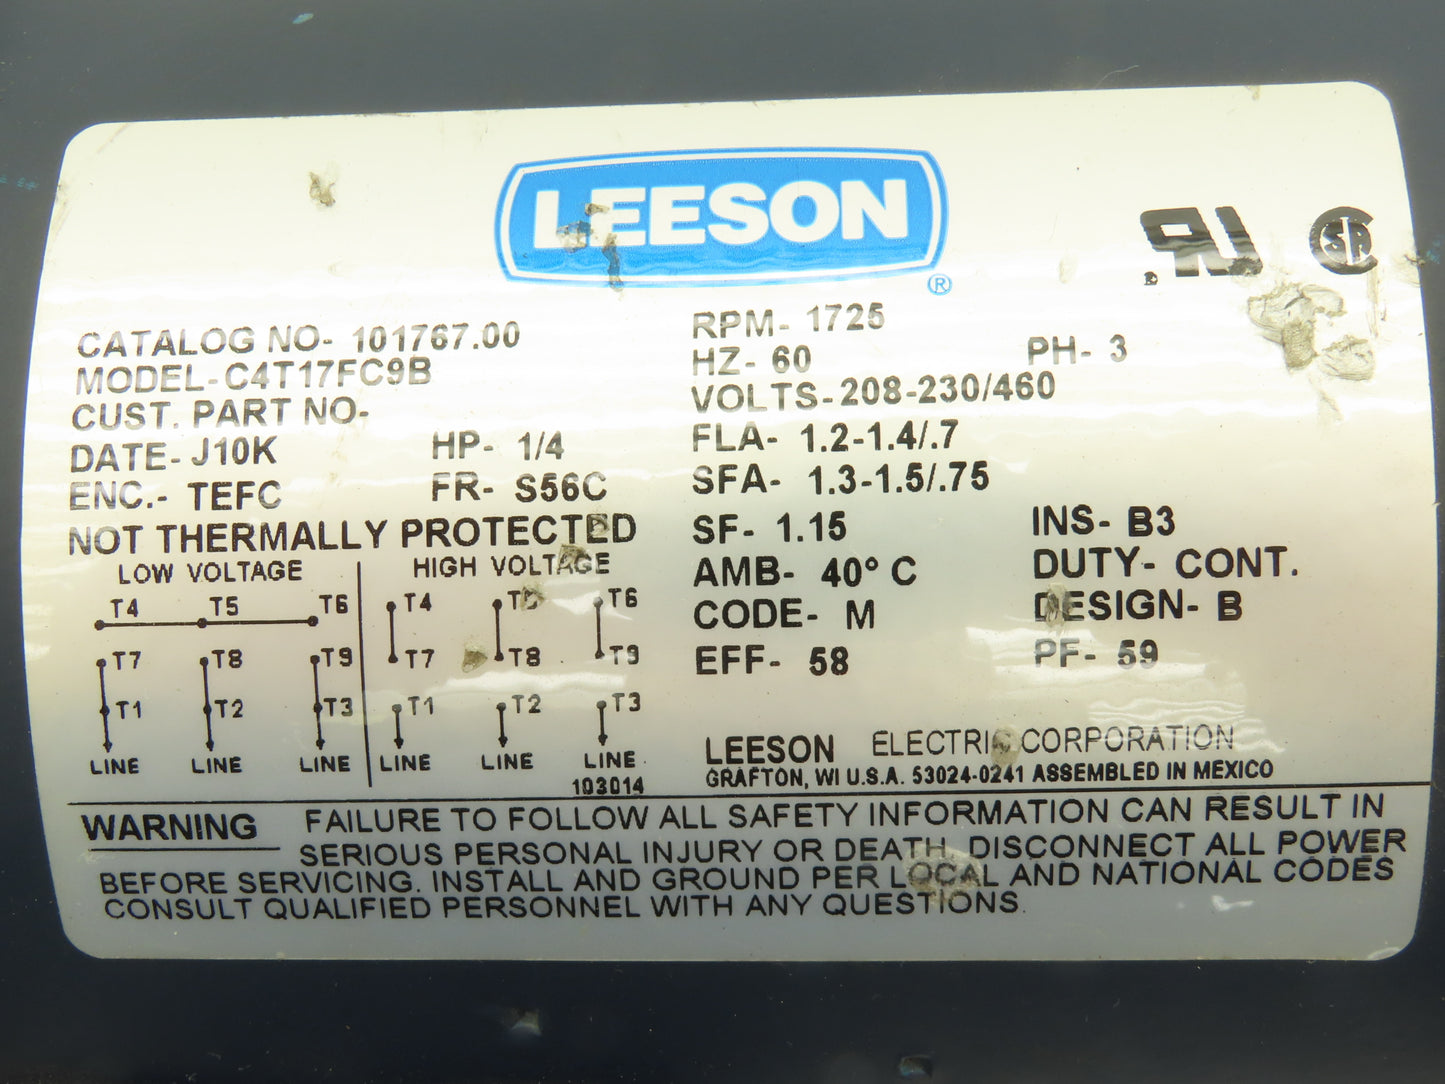 LEESON
®
RU SA
CATALOG NO- 101767.00
MODEL- C4T17FC9B
CUST. PART NO-
DATE- J10K HP- 1/4
ENC.- TEFC FR- S56C
NOT THERMALLY PROTECTED
RPM- 1725
HZ- 60 PH- 3
VOLTS- 208-230/460
FLA- 1.2-1.4/.7
SFA- 1.3-1.5/.75
SF- 1.15 INS- B3
AMB- 40° C DUTY- CONT.
CODE- M DESIGN- B
EFF- 58 PF- 59
LOW VOLTAGE HIGH VOLTAGE
T4 T5 T6 T4 T5 T6
T7 T8 T9 T7 T8 T9
T1 T2 T3 T1 T2 T3
LINE LINE LINE LINE LINE LINE
103014
LEESON ELECTRIC CORPORATION
GRAFTON, WI U.S.A. 53024-0241 ASSEMBLED IN MEXICO
WARNING FAILURE TO FOLLOW ALL SAFETY INFORMATION CAN RESULT IN
SERIOUS PERSONAL INJURY OR DEATH. DISCONNECT ALL POWER
BEFORE SERVICING. INSTALL AND GROUND PER LOCAL AND NATIONAL CODES
CONSULT QUALIFIED PERSONNEL WITH ANY QUESTIONS.